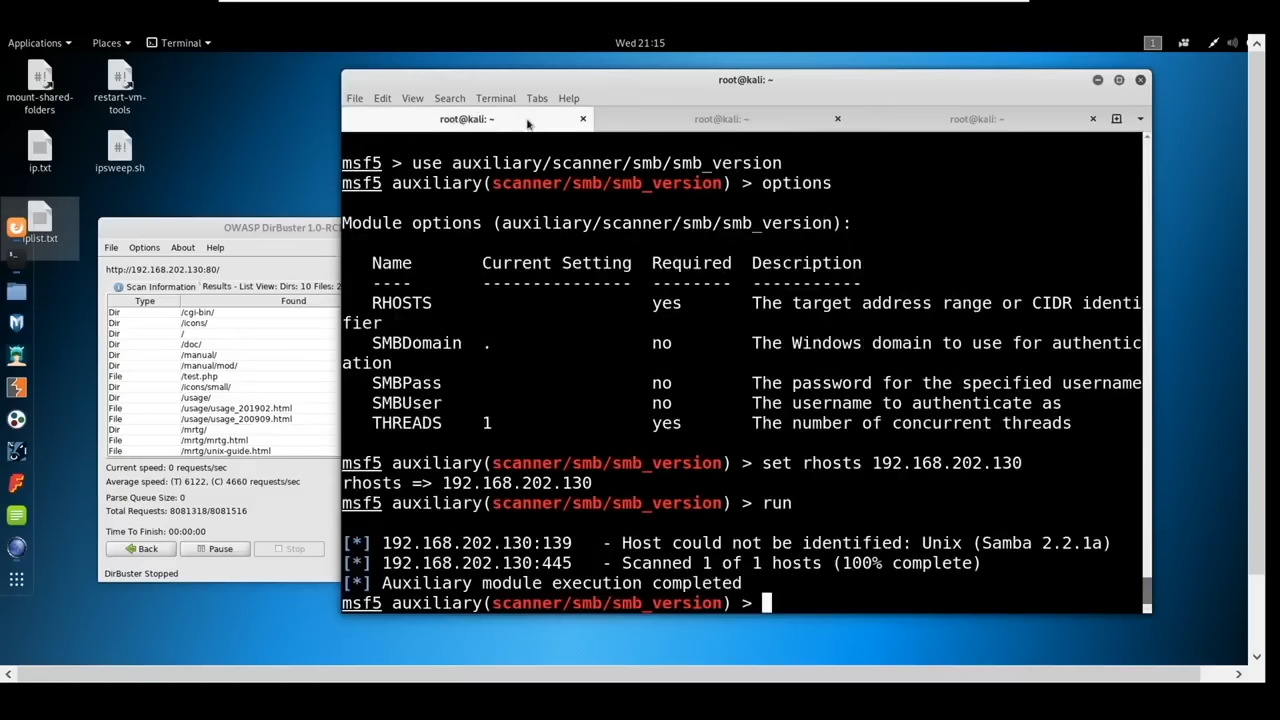 Applications Places Terminal Wed 21:15 1
mount-shared-folders
restart-vm-tools
ip.txt
ipsweep.sh
iplist.txt
OWASP DirBuster 1.0-RC
File Options About Help
http://192.168.202.130:80/
Scan Information Results - List View: Dirs: 10 Files: 2
Type Found
Dir /cgi-bin/
Dir /icons/
Dir /
Dir /doc/
Dir /manual/
Dir /manual/mod/
File /test.php
Dir /icons/small/
Dir /usage/
File /usage/usage_201902.html
File /usage/usage_200909.html
Dir /mrtg/
File /mrtg/mrtg.html
File /mrtg/unix-guide.html
Current speed: 0 requests/sec
Average speed: (T) 6122, (C) 4660 requests/sec
Parse Queue Size: 0
Total Requests: 8081318/8081516
Time To Finish: 00:00:00
Back Pause Stop
DirBuster Stopped
root@kali: ~
File Edit View Search Terminal Tabs Help
root@kali: ~ root@kali: ~ root@kali: ~
msf5 > use auxiliary/scanner/smb/smb_version
msf5 auxiliary(scanner/smb/smb_version) > options
Module options (auxiliary/scanner/smb/smb_version):
Name Current Setting Required Description
---- --------------- -------- -----------
RHOSTS yes The target address range or CIDR identi
fier
SMBDomain . no The Windows domain to use for authentic
ation
SMBPass no The password for the specified username
SMBUser no The username to authenticate as
THREADS 1 yes The number of concurrent threads
msf5 auxiliary(scanner/smb/smb_version) > set rhosts 192.168.202.130
rhosts => 192.168.202.130
msf5 auxiliary(scanner/smb/smb_version) > run
[*] 192.168.202.130:139 - Host could not be identified: Unix (Samba 2.2.1a)
[*] 192.168.202.130:445 - Scanned 1 of 1 hosts (100% complete)
[*] Auxiliary module execution completed
msf5 auxiliary(scanner/smb/smb_version) >